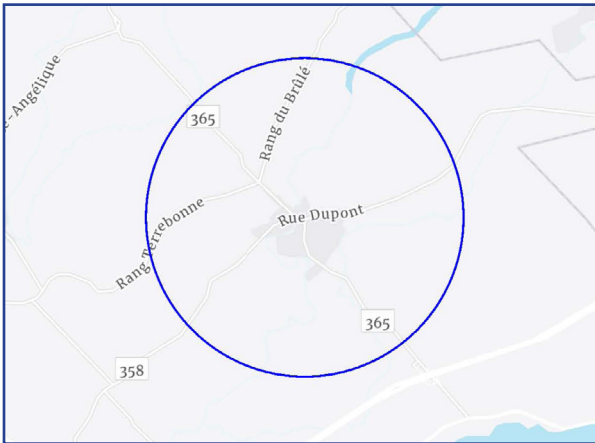 e-Angélique
365
Rang du Brûlé
Rang Terrebonne
Rue Dupont
365
358